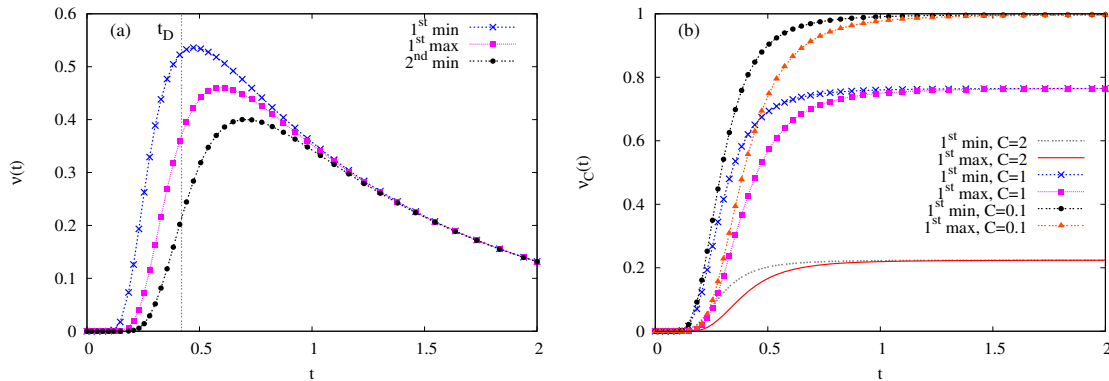 (a)
t_D
1^st min
1^st max
2^nd min
ν(t)
0.6
0.5
0.4
0.3
0.2
0.1
0
0 0.5 1 1.5 2
t
(b)
ν_C(t)
1
0.8
0.6
0.4
0.2
0
1^st min, C=2
1^st max, C=2
1^st min, C=1
1^st max, C=1
1^st min, C=0.1
1^st max, C=0.1
0 0.5 1 1.5 2
t